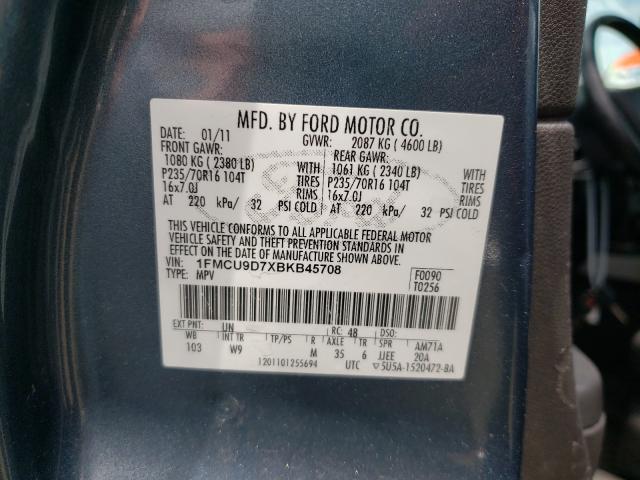 MFD. BY FORD MOTOR CO.
DATE: 01/11 GVWR: 2087 KG ( 4600 LB)
FRONT GAWR: REAR GAWR:
1080 KG ( 2380 LB) WITH 1061 KG ( 2340 LB) WITH
P235/70R16 104T TIRES P235/70R16 104T TIRES
16x7.0J RIMS 16x7.0J RIMS
AT 220 kPa/ 32 PSI COLD AT 220 kPa/ 32 PSI COLD
THIS VEHICLE CONFORMS TO ALL APPLICABLE FEDERAL MOTOR
VEHICLE SAFETY AND THEFT PREVENTION STANDARDS IN
EFFECT ON THE DATE OF MANUFACTURE SHOWN ABOVE.
VIN: 1FMCU9D7XBKB45708 F0090
TYPE: MPV T0256
EXT PNT: UN RC: 48 DSO:
WB INT TR TP/PS R AXLE TR SPR AM71A
103 W9 M 35 6 JJEE 20A
1201101255694 UTC ▽5U5A-1520472-BA